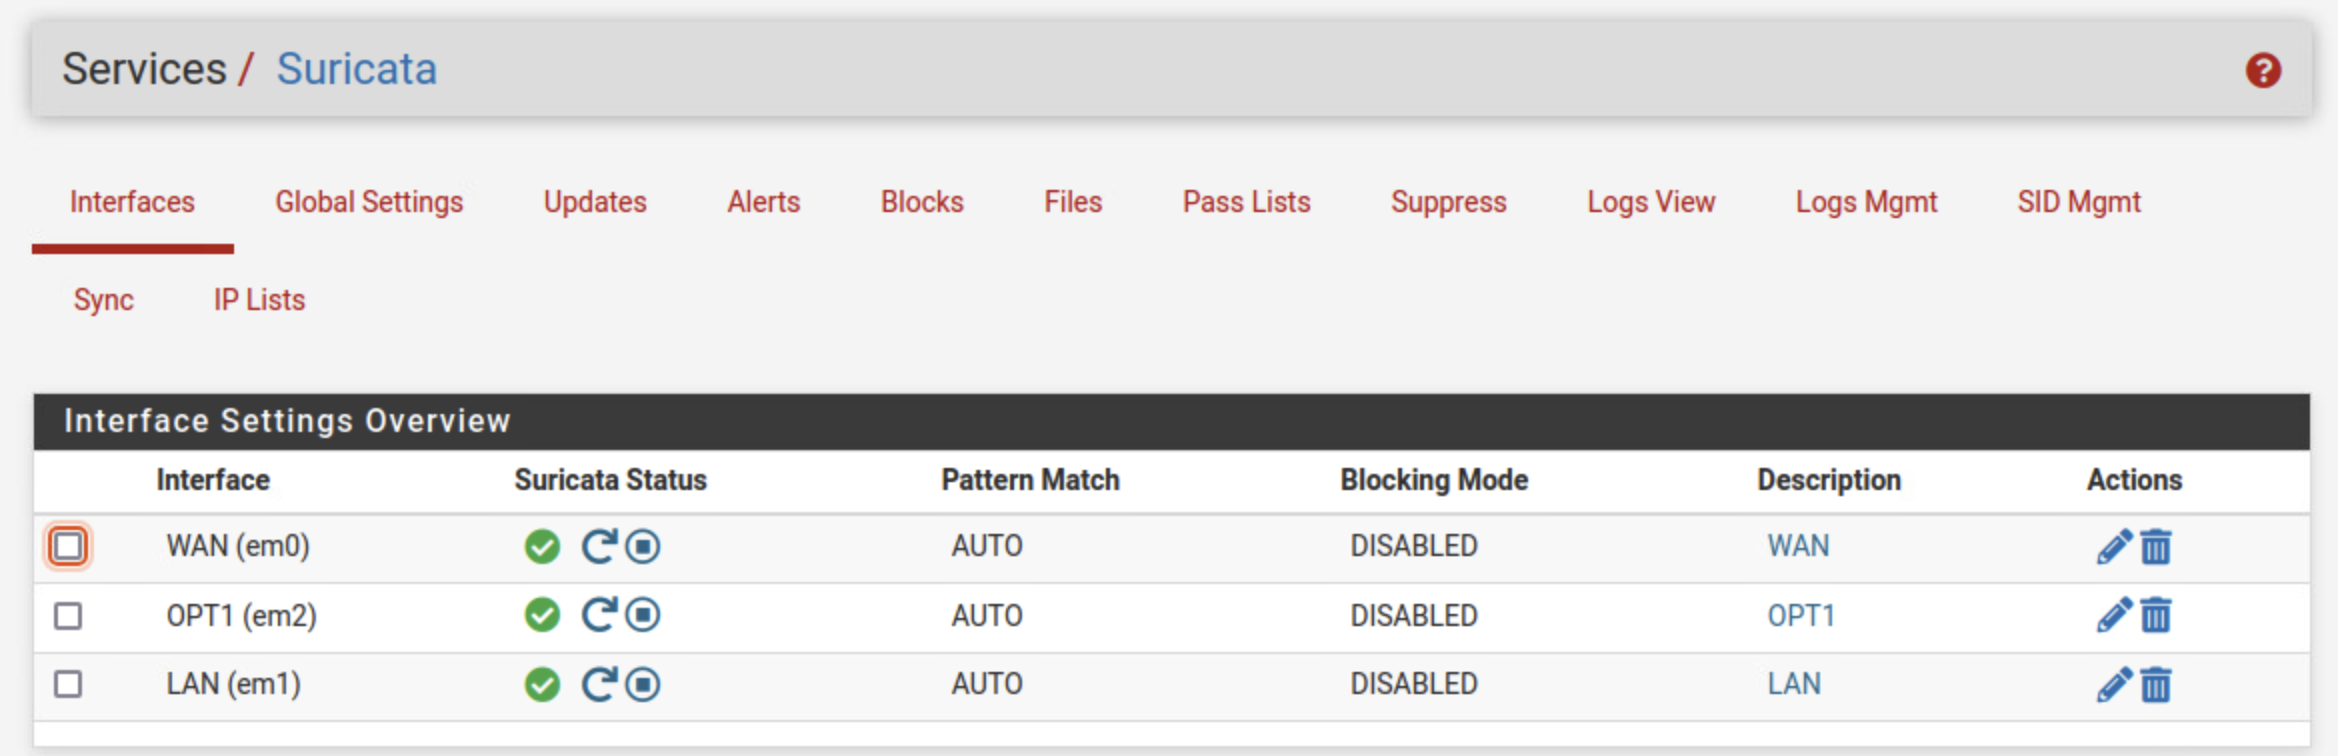 Services / Suricata
?
Interfaces Global Settings Updates Alerts Blocks Files Pass Lists Suppress Logs View Logs Mgmt SID Mgmt
Sync IP Lists
Interface Settings Overview
Interface Suricata Status Pattern Match Blocking Mode Description Actions
WAN (em0) AUTO DISABLED WAN
OPT1 (em2) AUTO DISABLED OPT1
LAN (em1) AUTO DISABLED LAN